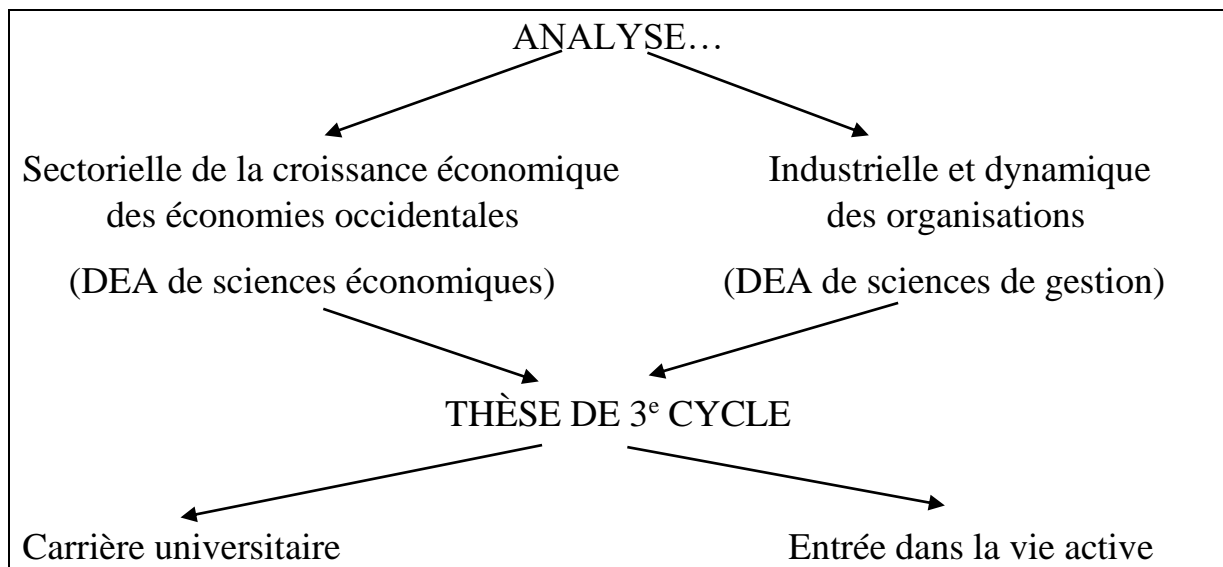 ANALYSE…
Sectorielle de la croissance économique
des économies occidentales
(DEA de sciences économiques)
Industrielle et dynamique
des organisations
(DEA de sciences de gestion)
THÈSE DE 3e CYCLE
Carrière universitaire
Entrée dans la vie active